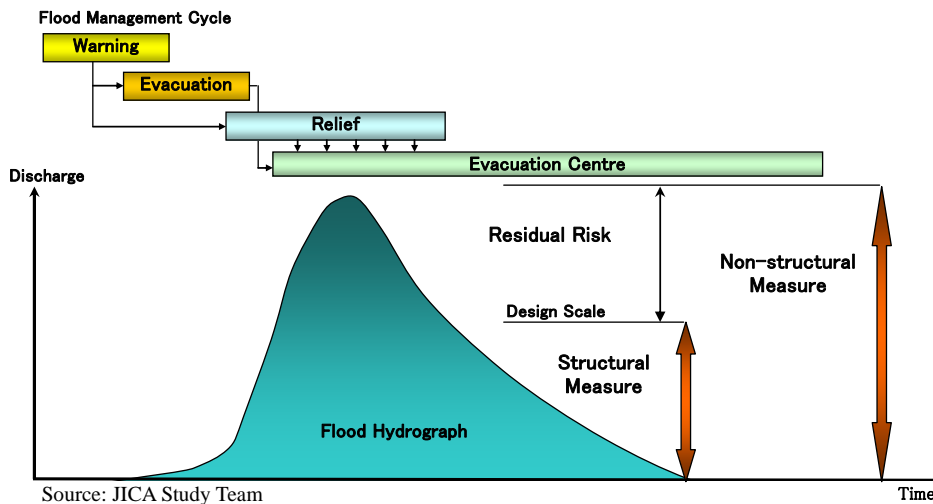 Flood Management Cycle
Warning
Evacuation
Relief
Evacuation Centre
Discharge
Residual Risk
Non-structural
Measure
Design Scale
Structural
Measure
Flood Hydrograph
Source: JICA Study Team
Time